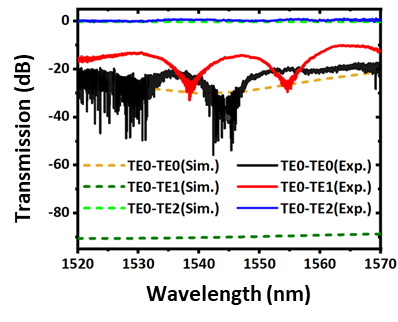 Transmission (dB)
0
-20
-40
-60
-80
TE0-TE0(Sim.)
TE0-TE0(Exp.)
TE0-TE1(Sim.)
TE0-TE1(Exp.)
TE0-TE2(Sim.)
TE0-TE2(Exp.)
1520 1530 1540 1550 1560 1570
Wavelength (nm)